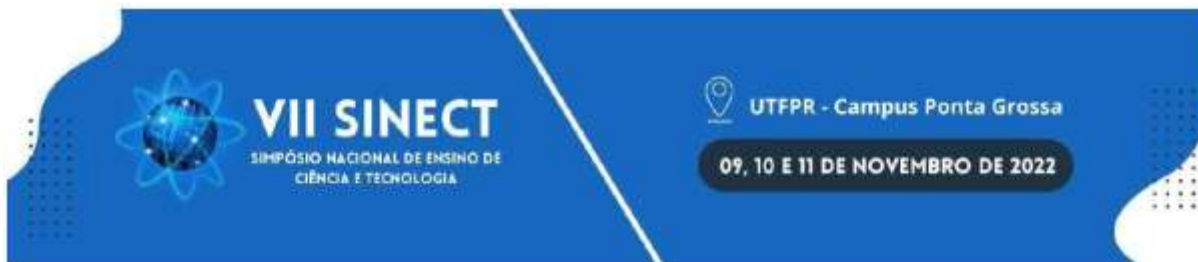 VII SINECT
SIMPÓSIO NACIONAL DE ENSINO DE
CIÊNCIA E TECNOLOGIA
UTFPR - Campus Ponta Grossa
09, 10 E 11 DE NOVEMBRO DE 2022